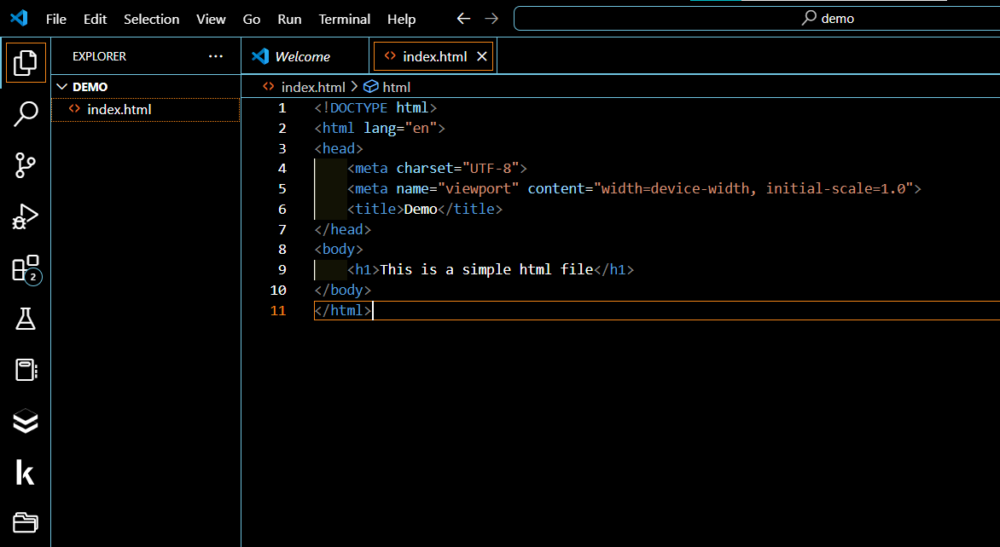 File Edit Selection View Go Run Terminal Help
demo
EXPLORER
Welcome
index.html
DEMO
index.html
index.html > html
1 <!DOCTYPE html>
2 <html lang="en">
3 <head>
4 <meta charset="UTF-8">
5 <meta name="viewport" content="width=device-width, initial-scale=1.0">
6 <title>Demo</title>
7 </head>
8 <body>
9 <h1>This is a simple html file</h1>
10 </body>
11 </html>
2
k